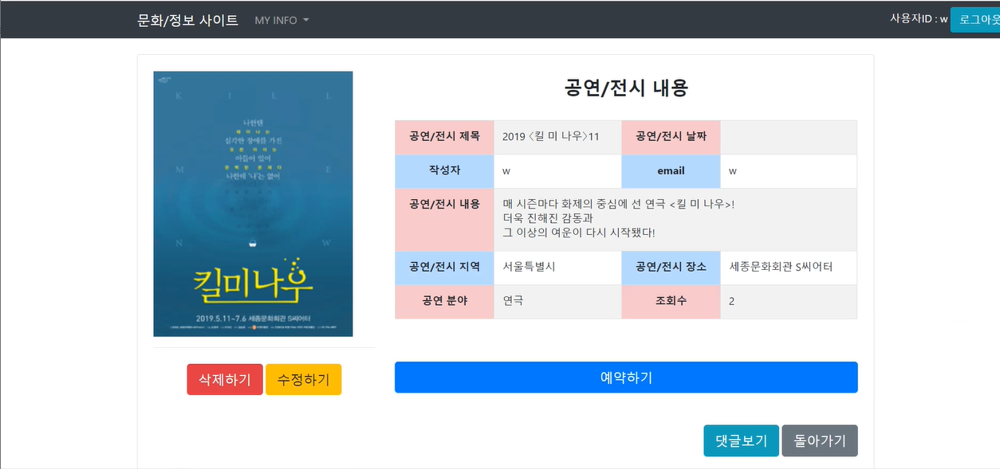 문화/정보 사이트 MY INFO 사용자ID : w 로그아웃
K I L L
나한텐
심각한 장애를 가진
아들이 있어
나한테 '나'는 없어
M E
N O W
킬미나우
2019.5.11~7.6 세종문화회관 S씨어터
공연/전시 내용
공연/전시 제목 2019 〈킬 미 나우〉11 공연/전시 날짜
작성자 w email w
공연/전시 내용 매 시즌마다 화제의 중심에 선 연극 <킬 미 나우>!
더욱 진해진 감동과
그 이상의 여운이 다시 시작됐다!
공연/전시 지역 서울특별시 공연/전시 장소 세종문화회관 S씨어터
공연 분야 연극 조회수 2
삭제하기 수정하기 예약하기
댓글보기 돌아가기